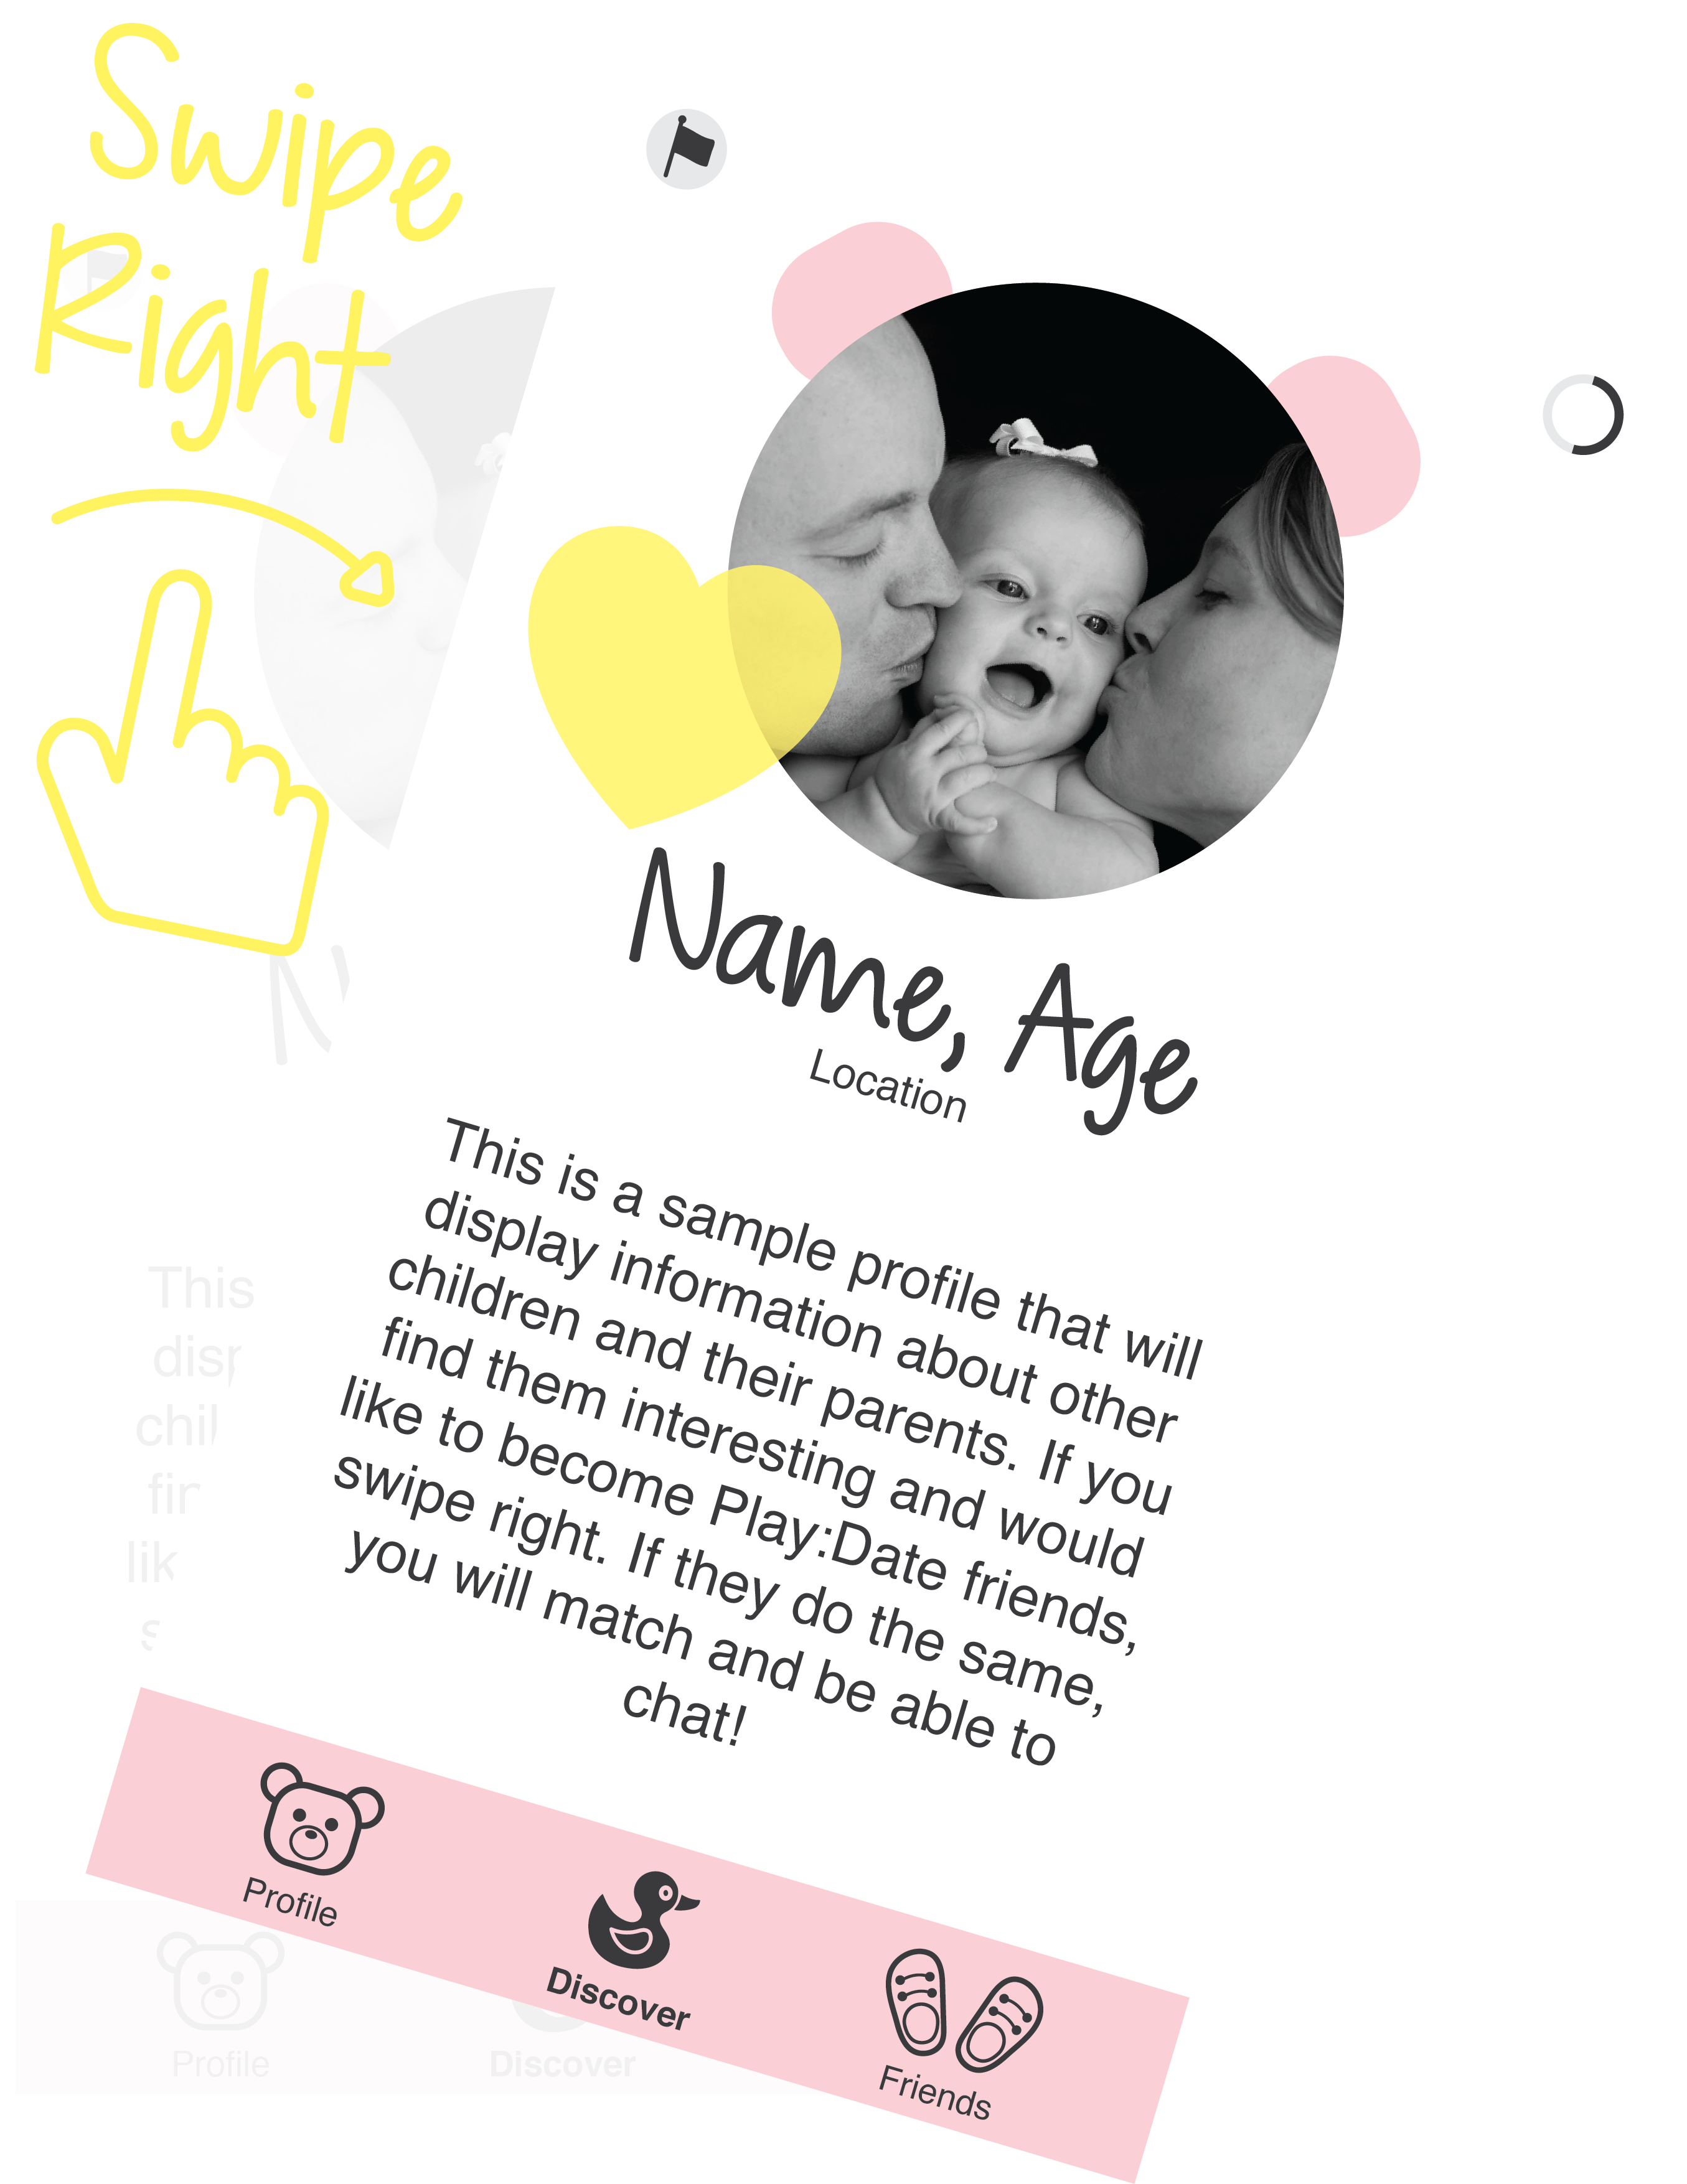 Swipe
Right
Name, Age
Location
This is a sample profile that will
display information about other
children and their parents. If you
find them interesting and would
like to become Play:Date friends,
swipe right. If they do the same,
you will match and be able to
chat!
This
disp
chil
fin
lik
s
Profile
Discover
Friends
Profile
Discover